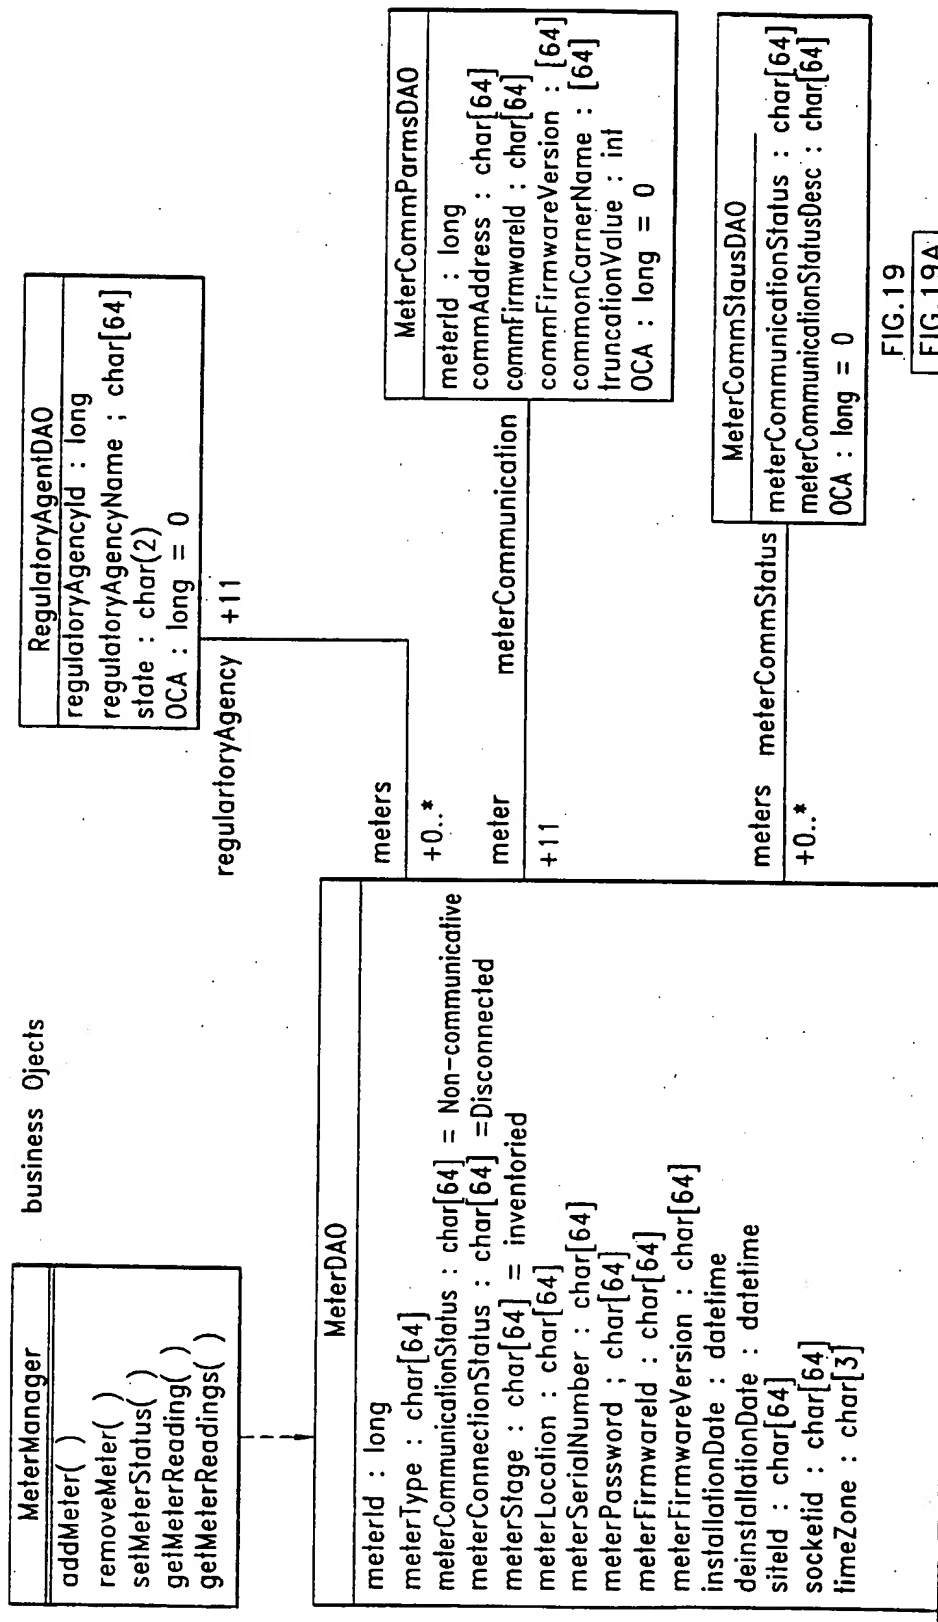 business Ojects
MeterManager
addMeter( )
removeMeter( )
setMeterStatus( )
getMeterReading( )
getMeterReadings( )
MeterDAO
meterId : long
meterType : char[64]
meterCommunicationStatus : char[64] = Non-communicative
meterConnectionStatus : char[64] =Disconnected
meterStage : char[64] = inventoried
meterLocation : char[64]
meterSerialNumber : char[64]
meterPassword ; char[64]
meterFirmwareId : char[64]
meterFirmwareVersion : char[64]
installationDate : datetime
deinstallationDate : datetime
siteId : char[64]
socketid : char[64]
timeZone : char[3]
RegulatoryAgentDAO
regulatoryAgencyId : long
regulatoryAgencyName ; char[64]
state : char(2)
OCA : long = 0
regulartoryAgency +11
meters
+0..*
meter meterCommunication
+11
MeterCommParmsDAO
meterId : long
commAddress : char[64]
commFirmwareId : char[64]
commFirmwareVersion : [64]
commonCarnerName : [64]
truncationValue : int
OCA : long = 0
meters meterCommStatus
+0..*
MeterCommStausDAO
meterCommunicationStatus : char[64]
meterCommunicationStatusDesc : char[64]
OCA : long = 0
FIG.19
FIG.19A